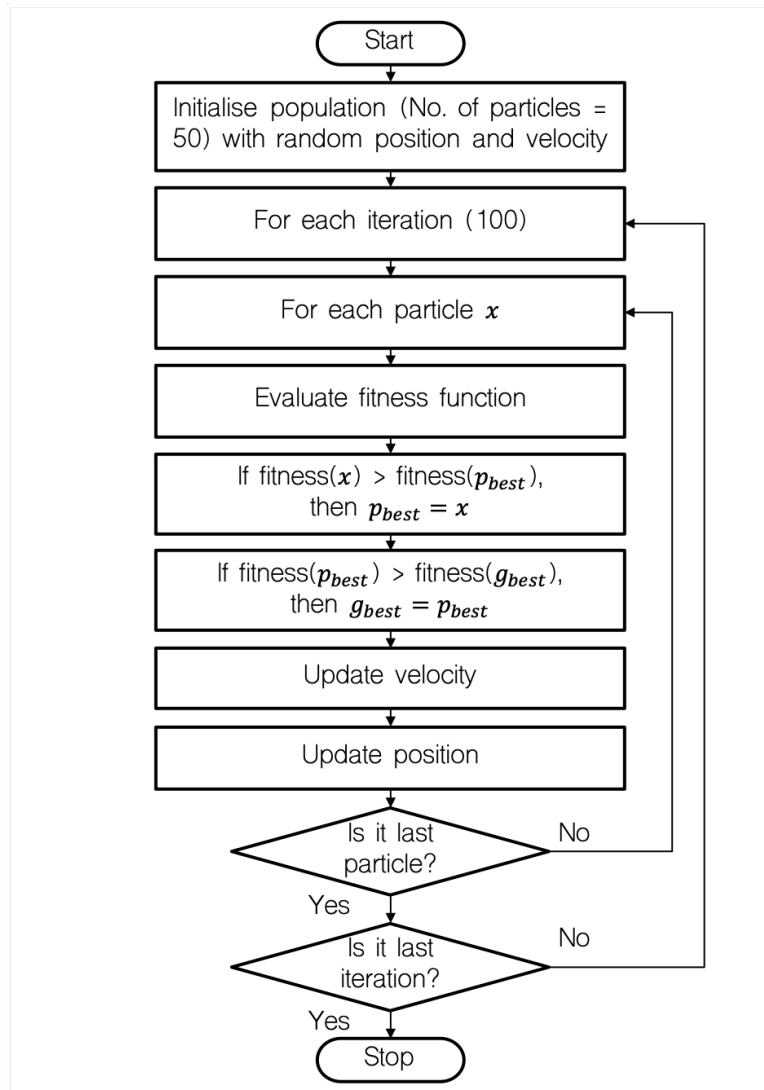 Start
Initialise population (No. of particles =
50) with random position and velocity
For each iteration (100)
For each particle x
Evaluate fitness function
If fitness(x) > fitness(p_best),
then p_best = x
If fitness(p_best) > fitness(g_best),
then g_best = p_best
Update velocity
Update position
Is it last
particle?
No
Yes
Is it last
iteration?
No
Yes
Stop